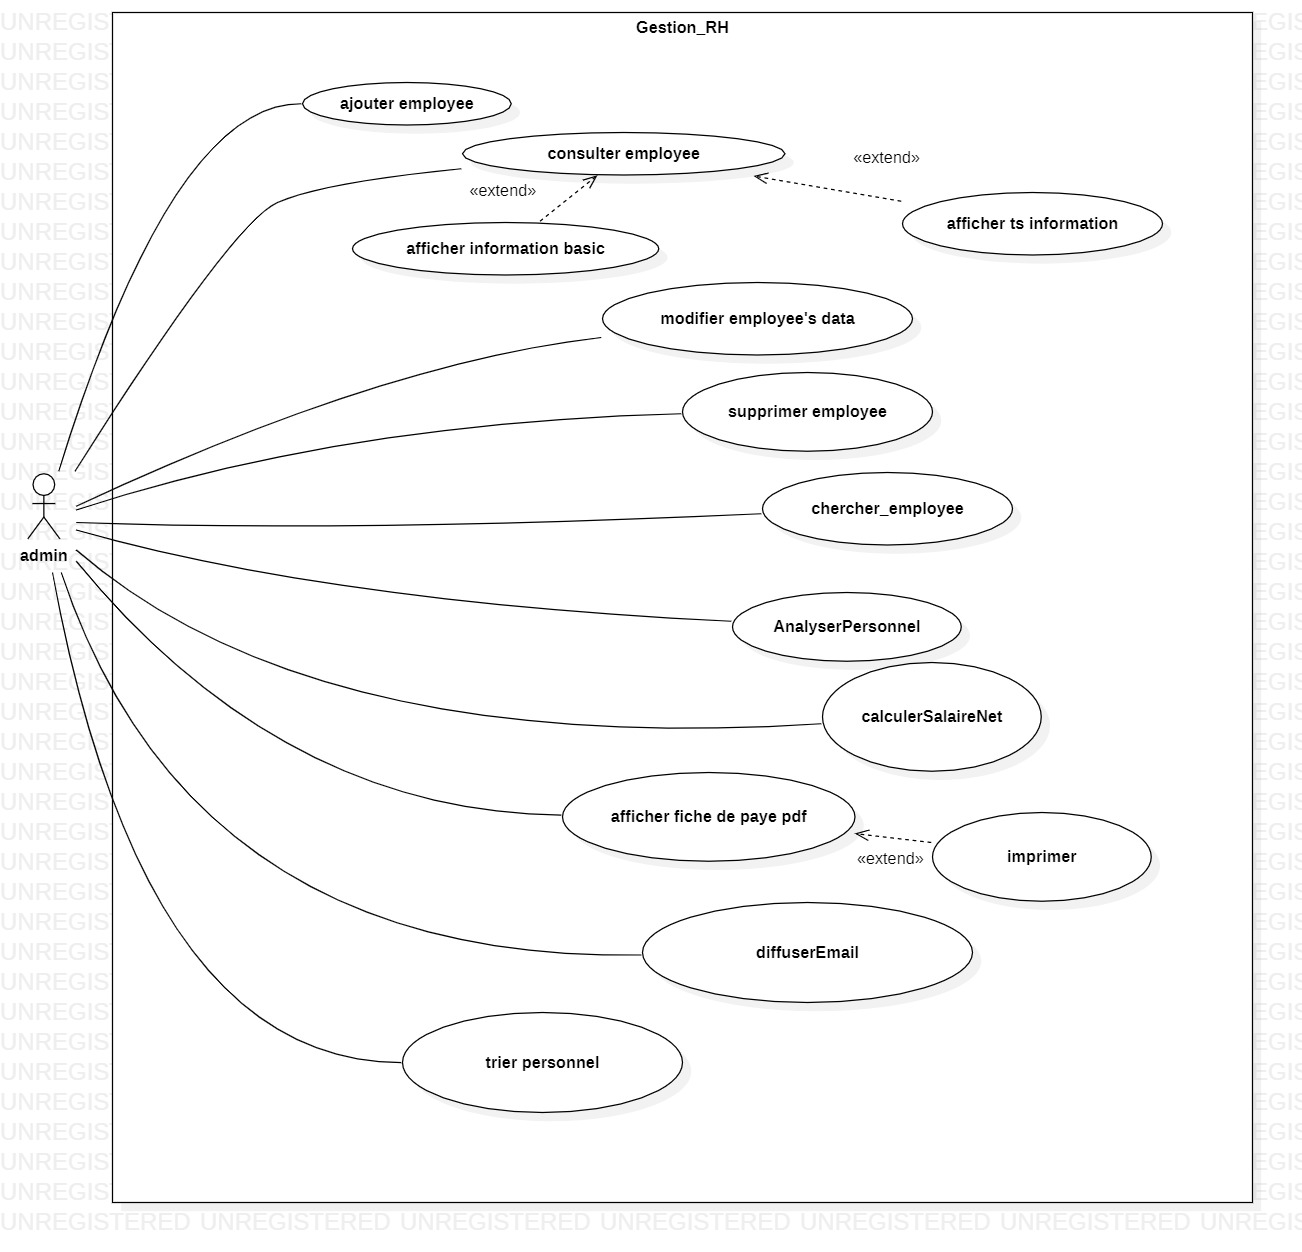 Gestion_RH
ajouter employee
consulter employee
«extend»
«extend»
afficher ts information
afficher information basic
modifier employee's data
supprimer employee
chercher_employee
admin
AnalyserPersonnel
calculerSalaireNet
afficher fiche de paye pdf
«extend»
imprimer
diffuserEmail
trier personnel
UNREGISTERED UNREGISTERED UNREGISTERED UNREGISTERED UNREGISTERED UNREGISTERED UNREGIS